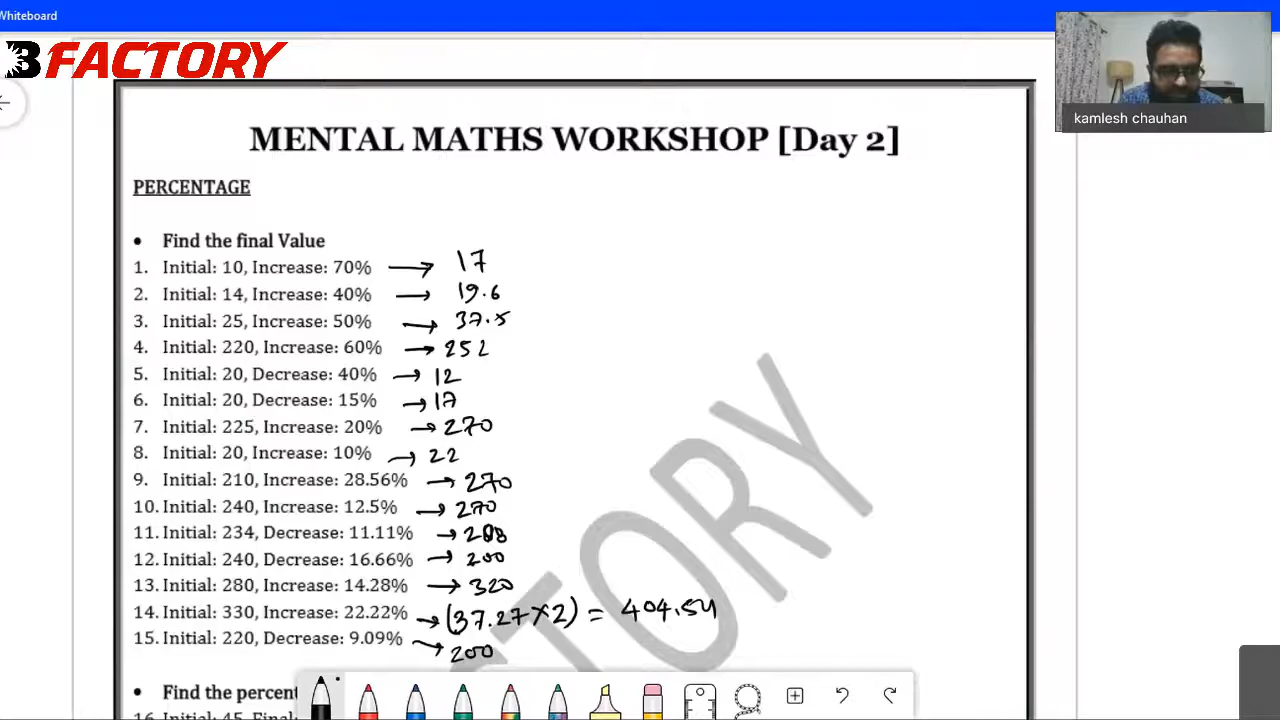 Whiteboard
3FACTORY
kamlesh chauhan
MENTAL MATHS WORKSHOP [Day 2]
PERCENTAGE
• Find the final Value
1. Initial: 10, Increase: 70% → 17
2. Initial: 14, Increase: 40% → 19.6
3. Initial: 25, Increase: 50% → 37.5
4. Initial: 220, Increase: 60% → 252
5. Initial: 20, Decrease: 40% → 12
6. Initial: 20, Decrease: 15% → 17
7. Initial: 225, Increase: 20% → 270
8. Initial: 20, Increase: 10% → 22
9. Initial: 210, Increase: 28.56% → 270
10. Initial: 240, Increase: 12.5% → 270
11. Initial: 234, Decrease: 11.11% → 208
12. Initial: 240, Decrease: 16.66% → 200
13. Initial: 280, Increase: 14.28% → 320
14. Initial: 330, Increase: 22.22% → (37.27×2) = 404.54
15. Initial: 220, Decrease: 9.09% → 200
• Find the percent
16. Initial: 45, Final:
TORY